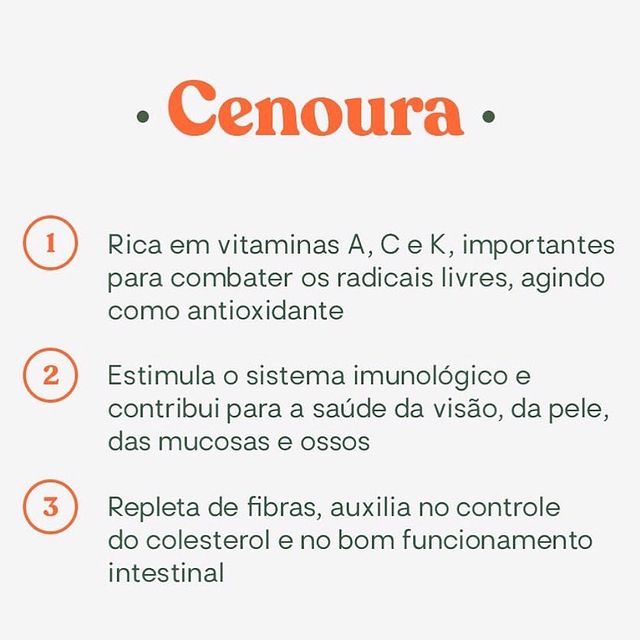 • Cenoura •
1 Rica em vitaminas A, C e K, importantes
para combater os radicais livres, agindo
como antioxidante
2 Estimula o sistema imunológico e
contribui para a saúde da visão, da pele,
das mucosas e ossos
3 Repleta de fibras, auxilia no controle
do colesterol e no bom funcionamento
intestinal